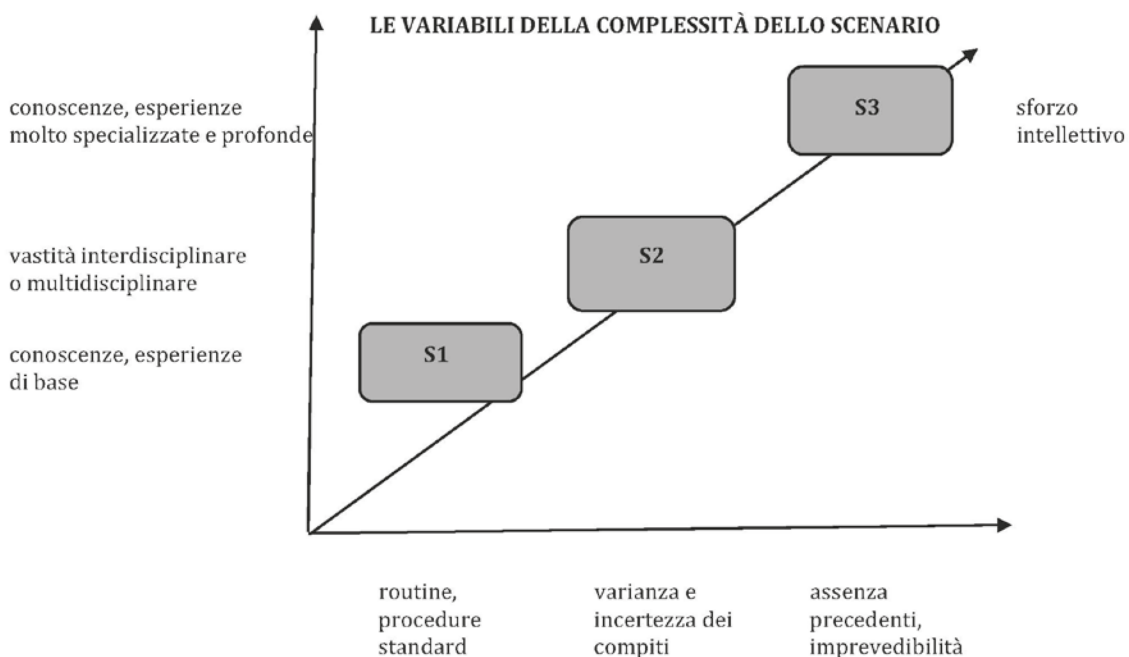 LE VARIABILI DELLA COMPLESSITÀ DELLO SCENARIO
conoscenze, esperienze
molto specializzate e profonde
S3
sforzo
intellettivo
vastità interdisciplinare
o multidisciplinare
S2
conoscenze, esperienze
di base
S1
routine,
procedure
standard
varianza e
incertezza dei
compiti
assenza
precedenti,
imprevedibilità